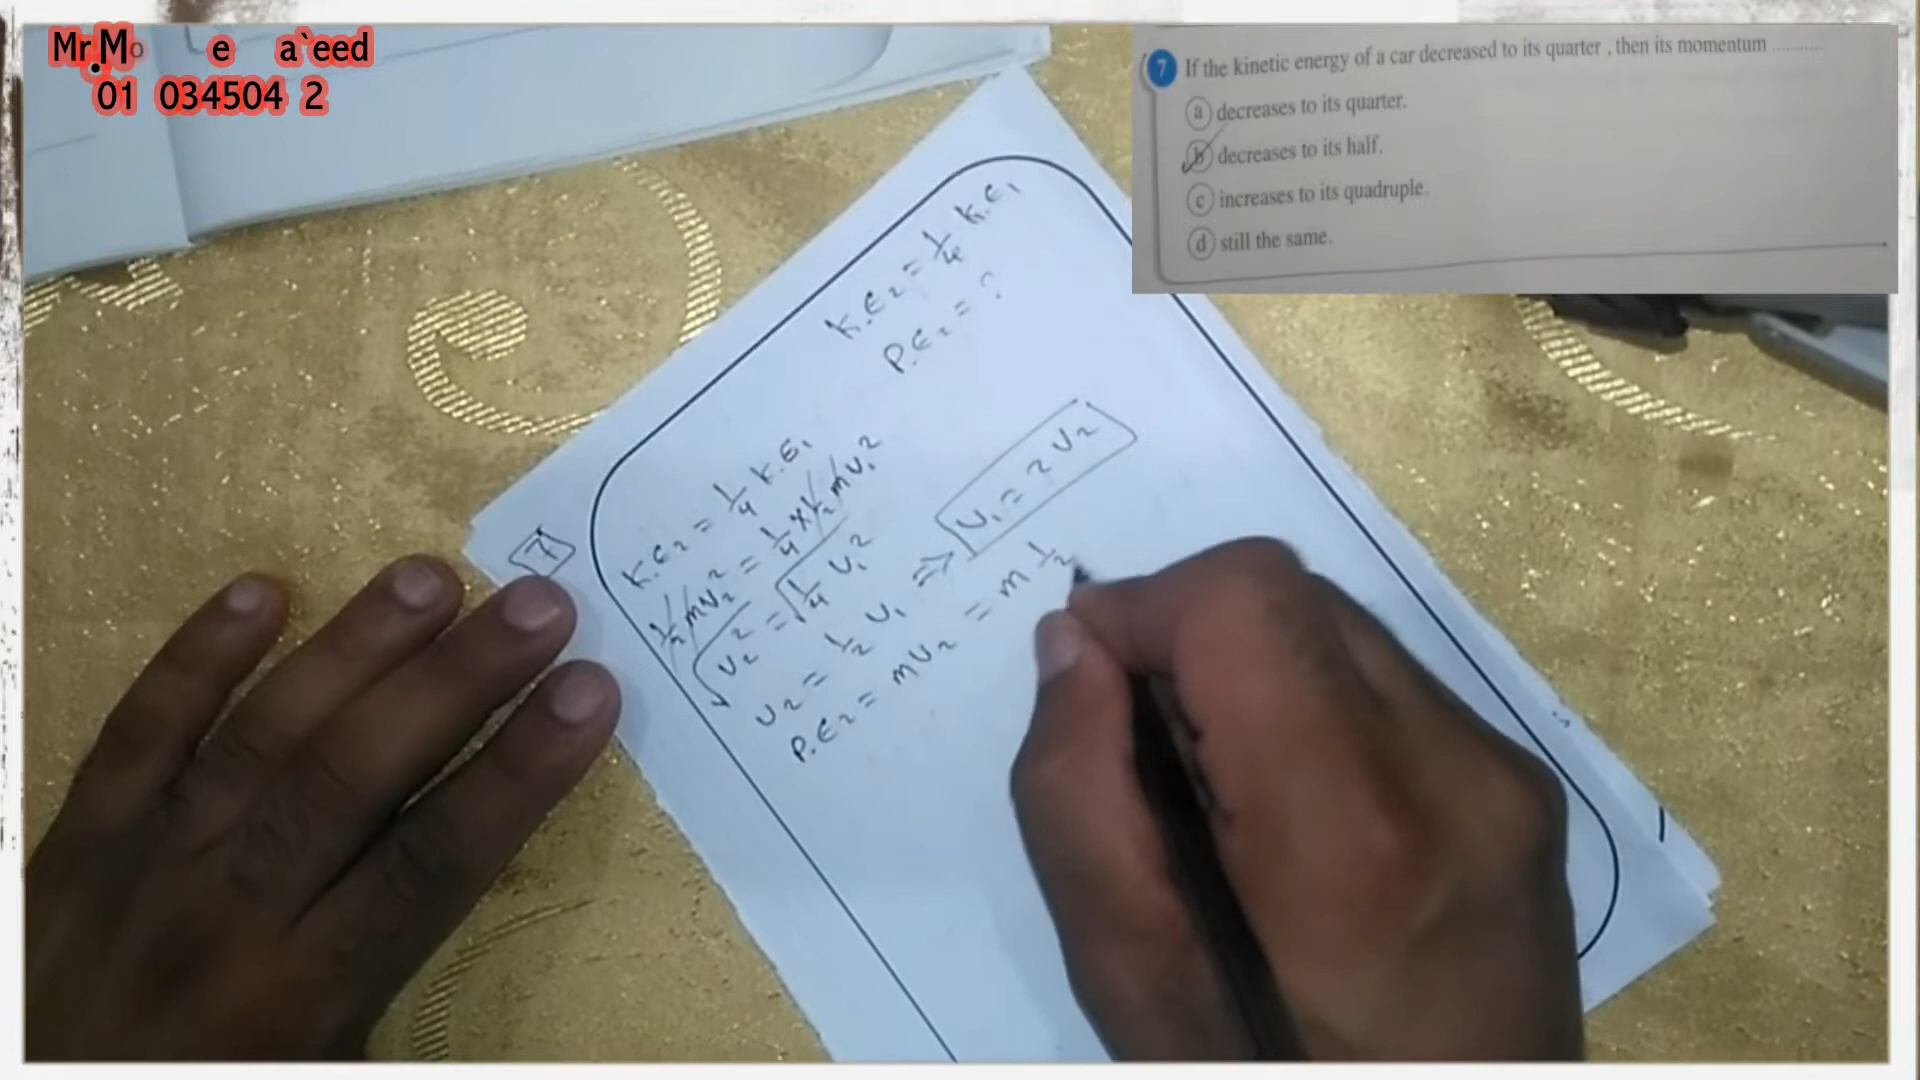 Mr.Mo e a`eed
01 034504 2
7 If the kinetic energy of a car decreased to its quarter , then its momentum ...........
a decreases to its quarter.
b decreases to its half.
c increases to its quadruple.
d still the same.
K.E2 = 1/4 K.E1
P.E2 = ?
7
K.E2 = 1/4 K.E1
1/2 mv2² = 1/4 × 1/2 mv1²
√v2² = √1/4 v1²
v2 = 1/2 v1 => v1 = 2 v2
P.E2 = mv2 = m 1/2